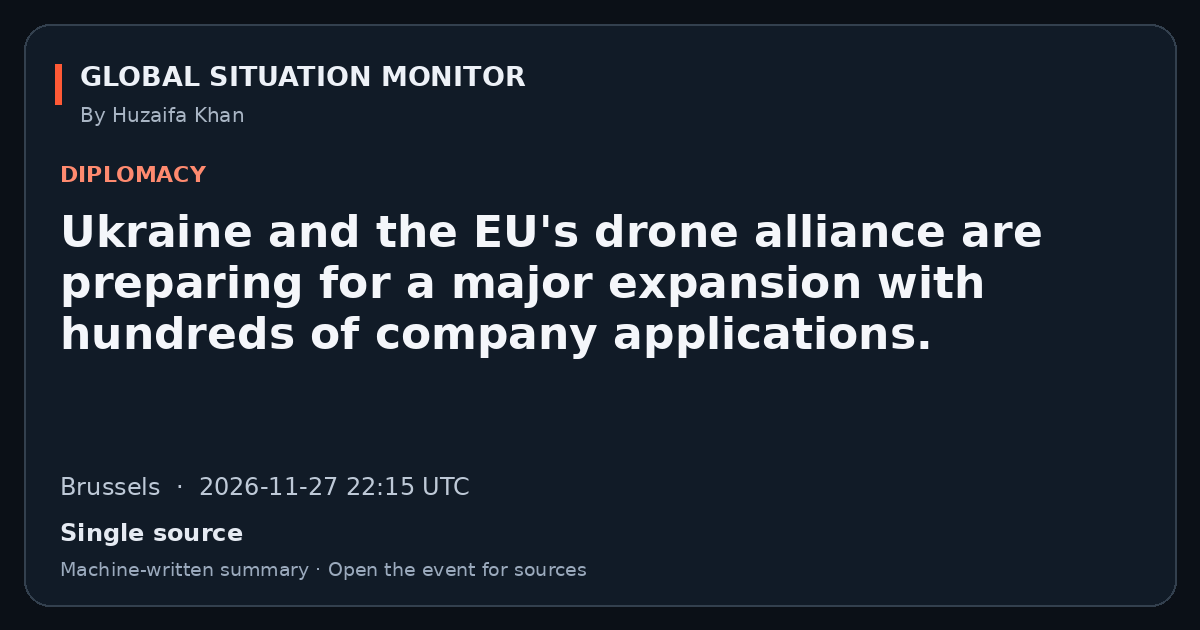 GLOBAL SITUATION MONITOR
By Huzaifa Khan
DIPLOMACY
Ukraine and the EU's drone alliance are
preparing for a major expansion with
hundreds of company applications.
Brussels · 2026-11-27 22:15 UTC
Single source
Machine-written summary · Open the event for sources